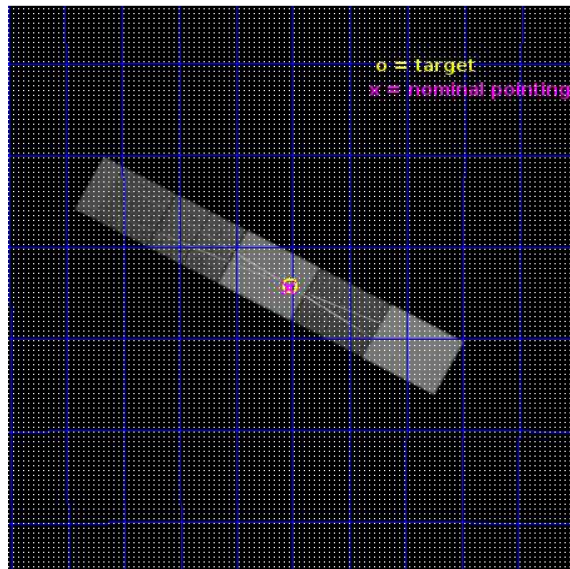 o = target
x = nominal pointing